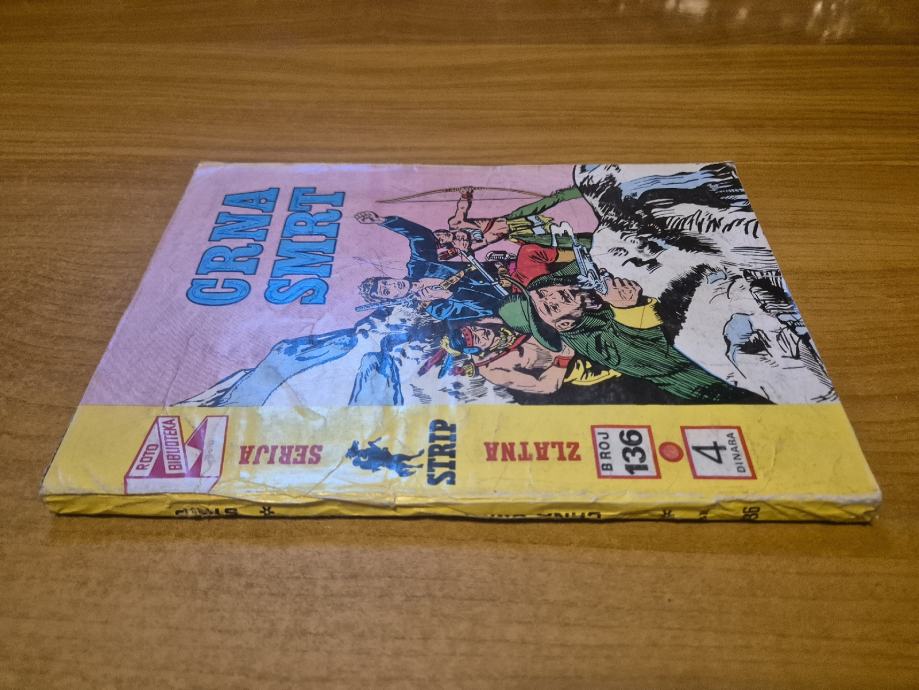 CRNA
SMRT
ROTO
BIBLIOTEKA
ZLATNA
SERIJA
STRIP
BROJ
136
4
DINARA